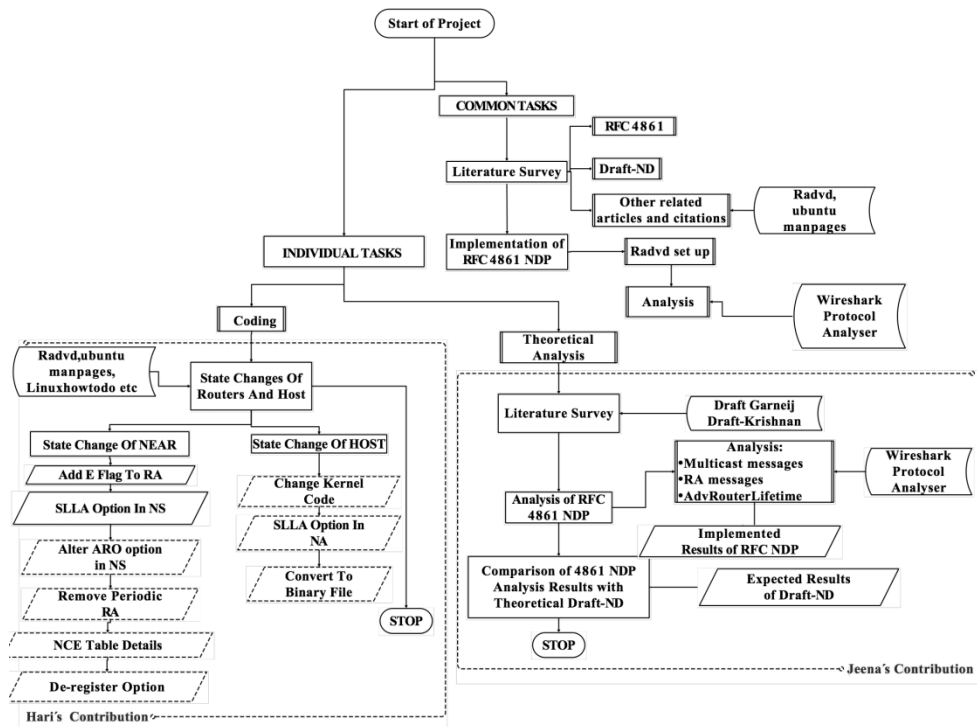 Start of Project
COMMON TASKS
RFC 4861
Literature Survey
Draft-ND
Other related
articles and citations
Radvd,
ubuntu
manpages
INDIVIDUAL TASKS
Implementation of
RFC 4861 NDP
Radvd set up
Analysis
Wireshark
Protocol
Analyser
Coding
Theoretical
Analysis
Radvd,ubuntu
manpages,
Linuxhowtodo etc
State Changes Of
Routers And Host
State Change Of NEAR
State Change Of HOST
Add E Flag To RA
SLLA Option In NS
Alter ARO option
in NS
Remove Periodic
RA
NCE Table Details
De-register Option
Change Kernel
Code
SLLA Option In
NA
Convert To
Binary File
STOP
Hari´s Contribution
Literature Survey
Draft Garneij
Draft-Krishnan
Analysis of RFC
4861 NDP
Analysis:
•Multicast messages
•RA messages
•AdvRouterLifetime
Wireshark
Protocol
Analyser
Implemented
Results of RFC NDP
Comparison of 4861 NDP
Analysis Results with
Theoretical Draft-ND
Expected Results
of Draft-ND
STOP
Jeena´s Contribution